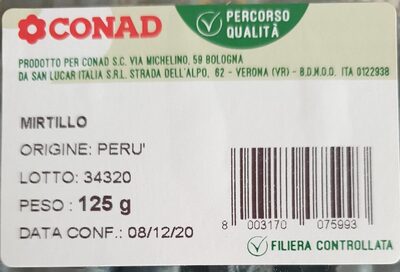 CONAD
PERCORSO
QUALITÀ
PRODOTTO PER CONAD S.C. VIA MICHELINO, 59 BOLOGNA
DA SAN LUCAR ITALIA S.R.L. STRADA DELL'ALPO, 62 - VERONA (VR) - B.D.N.O.O. ITA 0122938
MIRTILLO
ORIGINE: PERU'
LOTTO: 34320
PESO : 125 g
DATA CONF.: 08/12/20
8 003170 075993
FILIERA CONTROLLATA